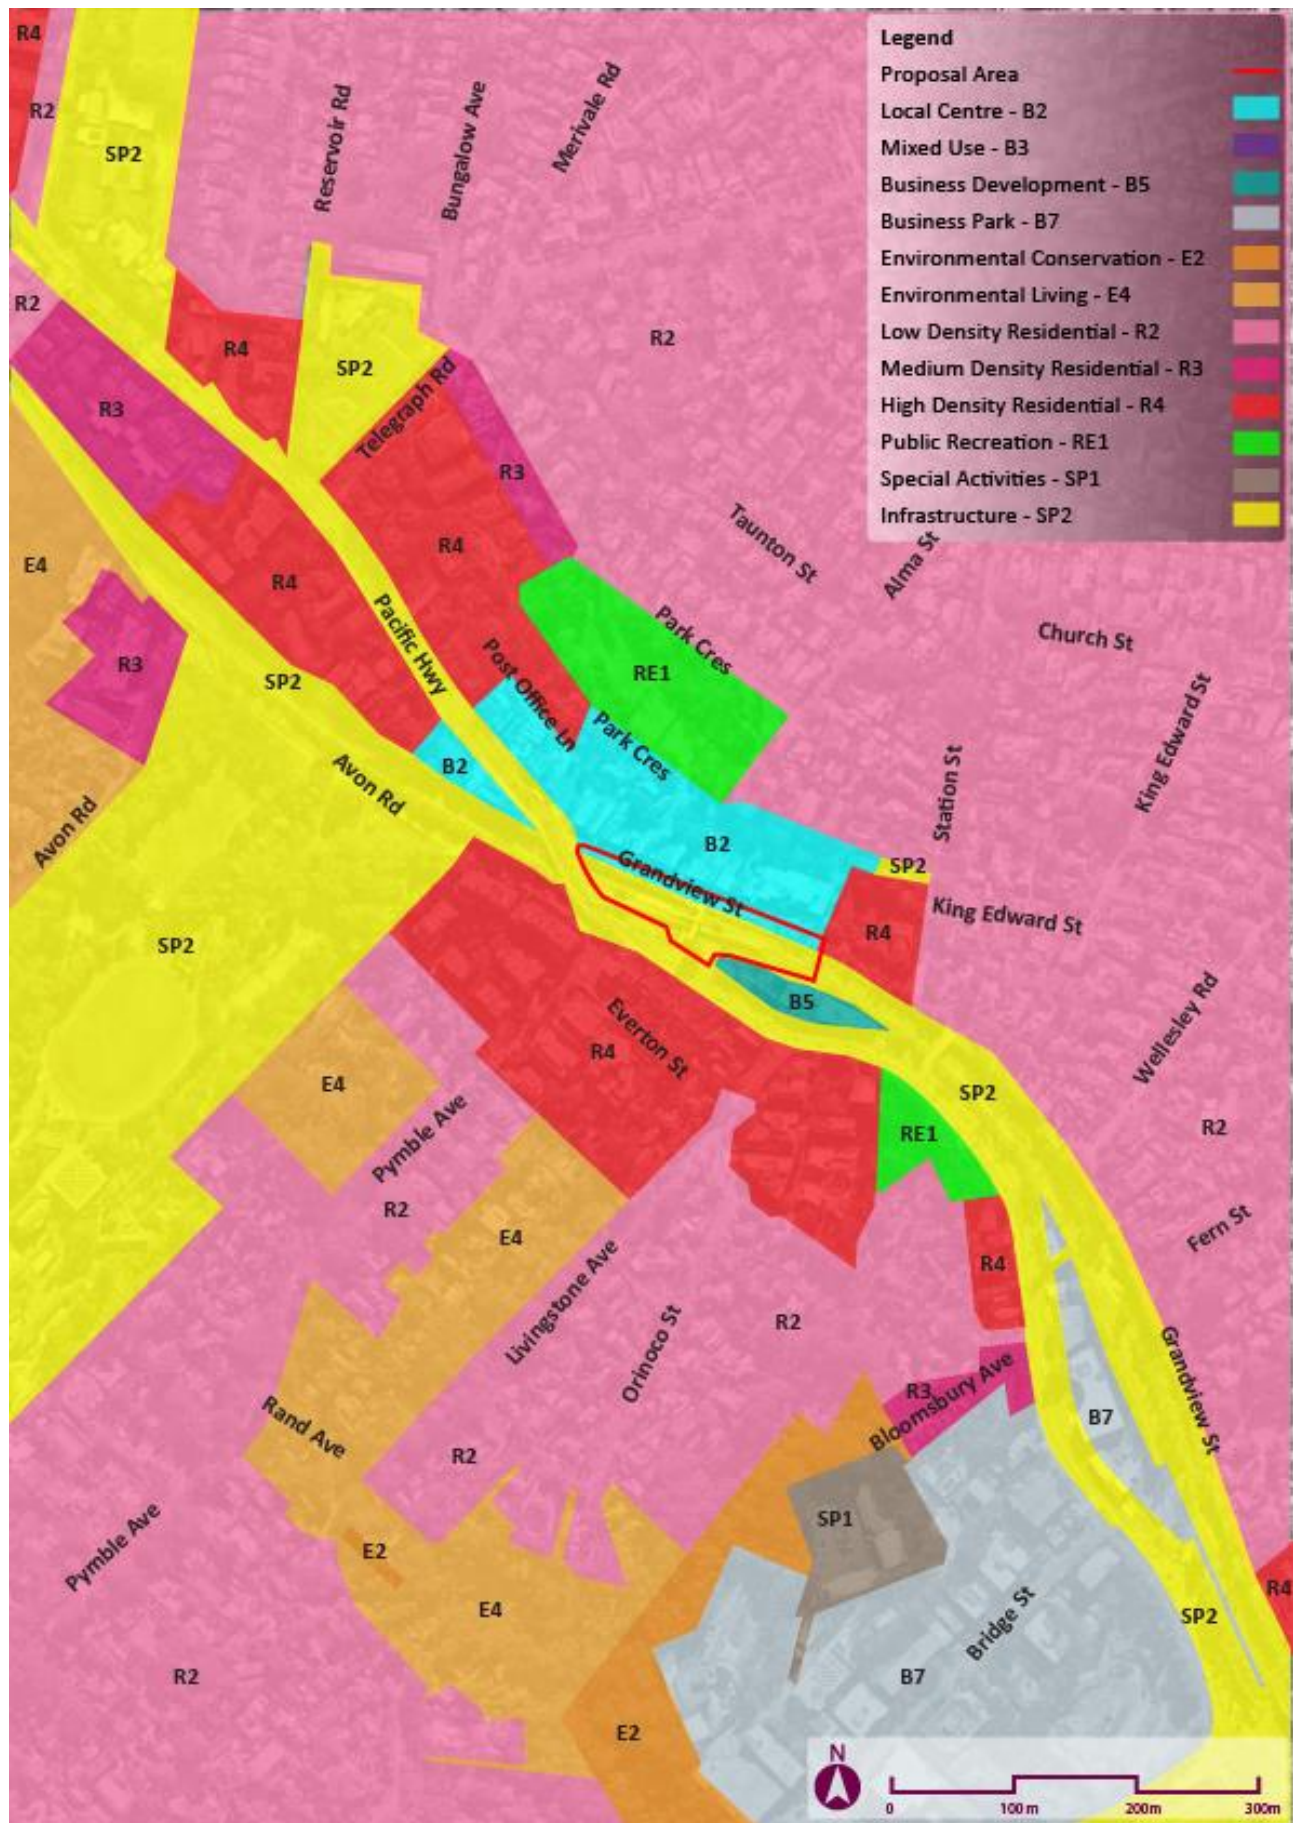 Legend
Proposal Area
Local Centre - B2
Mixed Use - B3
Business Development - B5
Business Park - B7
Environmental Conservation - E2
Environmental Living - E4
Low Density Residential - R2
Medium Density Residential - R3
High Density Residential - R4
Public Recreation - RE1
Special Activities - SP1
Infrastructure - SP2
R4
R2
SP2
Reservoir Rd
Bungalow Ave
Merivale Rd
R2
R4
SP2
R2
R3
Telegraph Rd
R3
Taunton St
Alma St
E4
R4
R4
Pacific Hwy
Park Cres
Church St
R3
SP2
Post Office Ln
RE1
King Edward St
Park Cres
B2
Avon Rd
Station St
Avon Rd
B2
SP2
Grandview St
King Edward St
SP2
R4
B5
Everton St
R4
Wellesley Rd
E4
SP2
Pymble Ave
RE1
R2
R2
E4
Fern St
R4
Livingstone Ave
Orinoco St
R2
Grandview St
R3
Bloomsbury Ave
B7
Rand Ave
R2
SP1
Pymble Ave
E2
R4
E4
Bridge St
SP2
R2
B7
E2
N
0 100 m 200m 300m